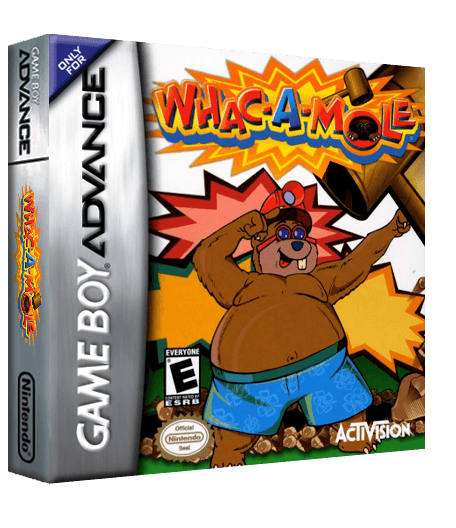 GAME BOY
ADVANCE
WHAC-A-MOLE
Nintendo®
ONLY
FOR
GAME BOY ADVANCE
WHAC-A-MOLE
EVERYONE
E
CONTENT RATED BY
ESRB
Official
Nintendo
Seal
ACTIVISION